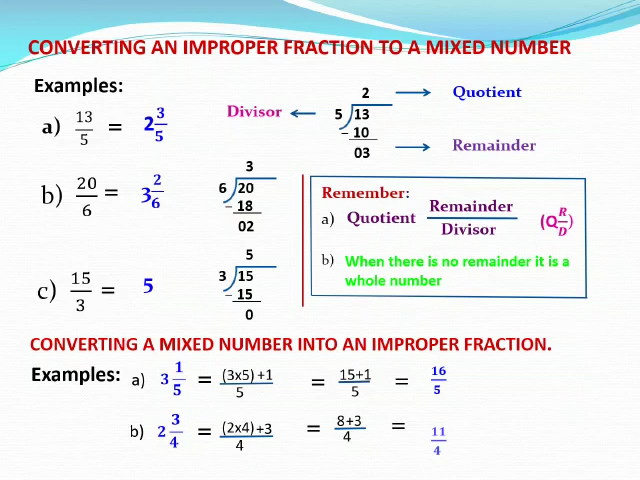 CONVERTING AN IMPROPER FRACTION TO A MIXED NUMBER
Examples:
a) 13/5 = 2 3/5
Divisor
2
5 13
– 10
03
Quotient
Remainder
b) 20/6 = 3 2/6
3
6 20
– 18
02
Remember:
a) Quotient Remainder/Divisor (Q R/D)
b) When there is no remainder it is a
whole number
c) 15/3 = 5
5
3 15
– 15
0
CONVERTING A MIXED NUMBER INTO AN IMPROPER FRACTION.
Examples: a) 3 1/5 = (3x5)+1/5 = 15+1/5 = 16/5
b) 2 3/4 = (2x4)+3/4 = 8+3/4 = 11/4